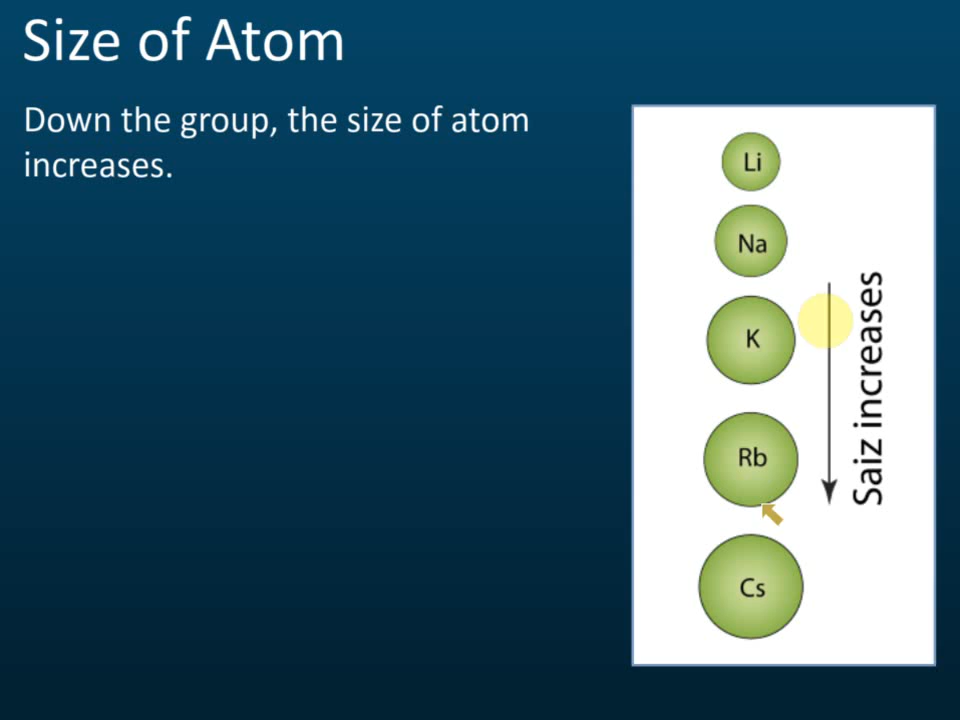 Size of Atom
Down the group, the size of atom
increases.
Li
Na
K
Rb
Cs
Saiz increases